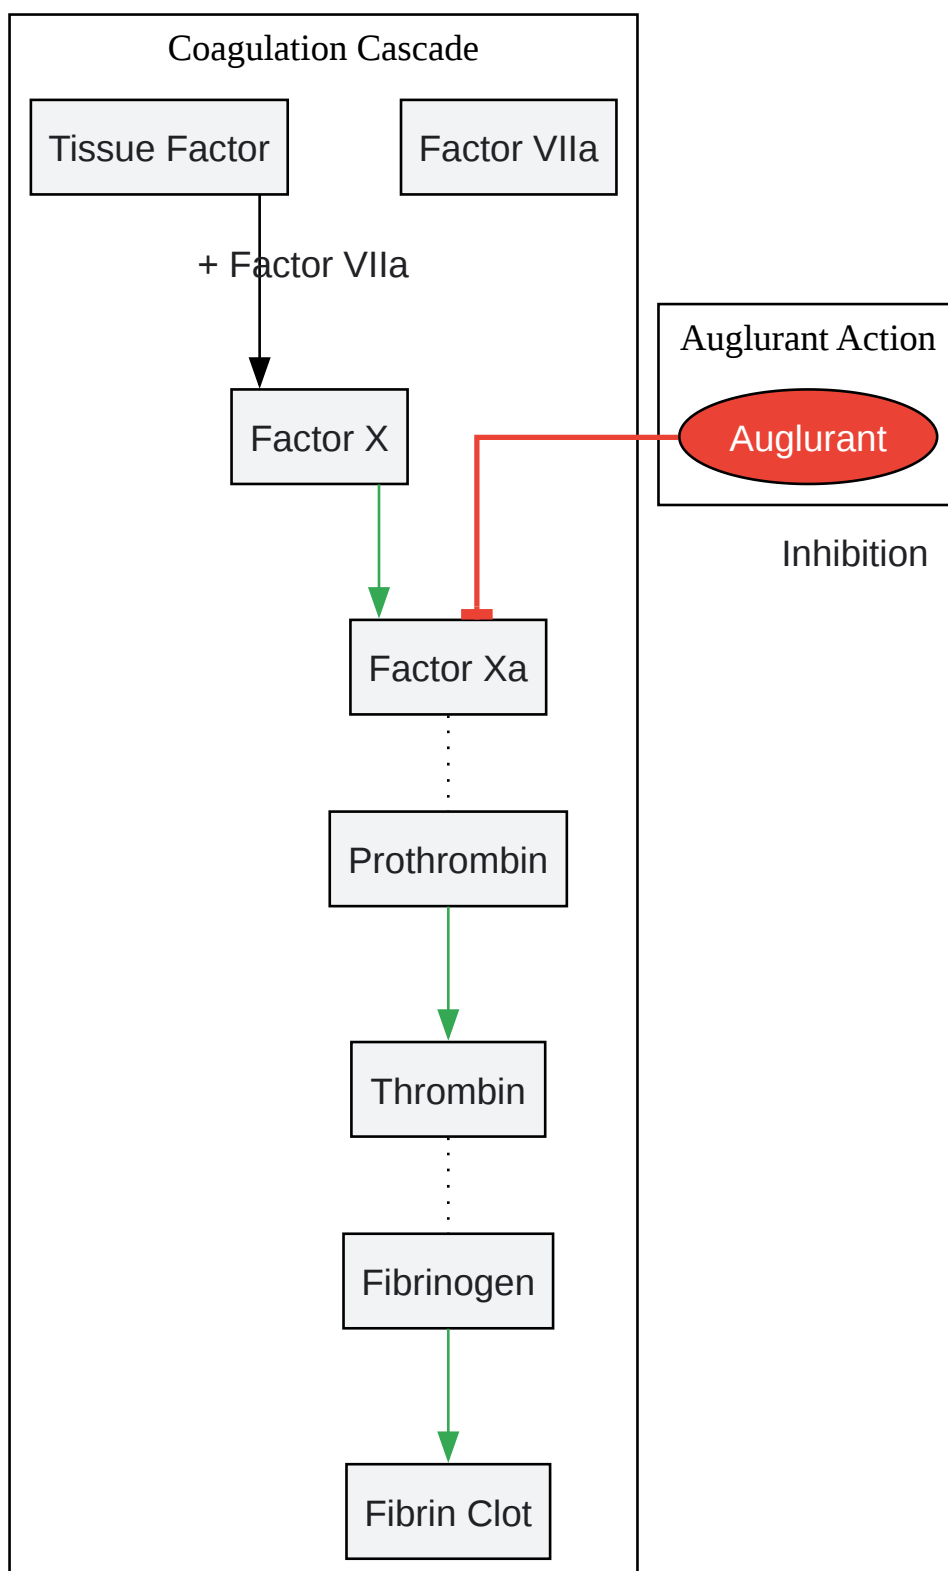 Coagulation Cascade
Tissue Factor
Factor VIIa
+ Factor VIIa
Auglurant Action
Factor X
Auglurant
Inhibition
Factor Xa
Prothrombin
Thrombin
Fibrinogen
Fibrin Clot